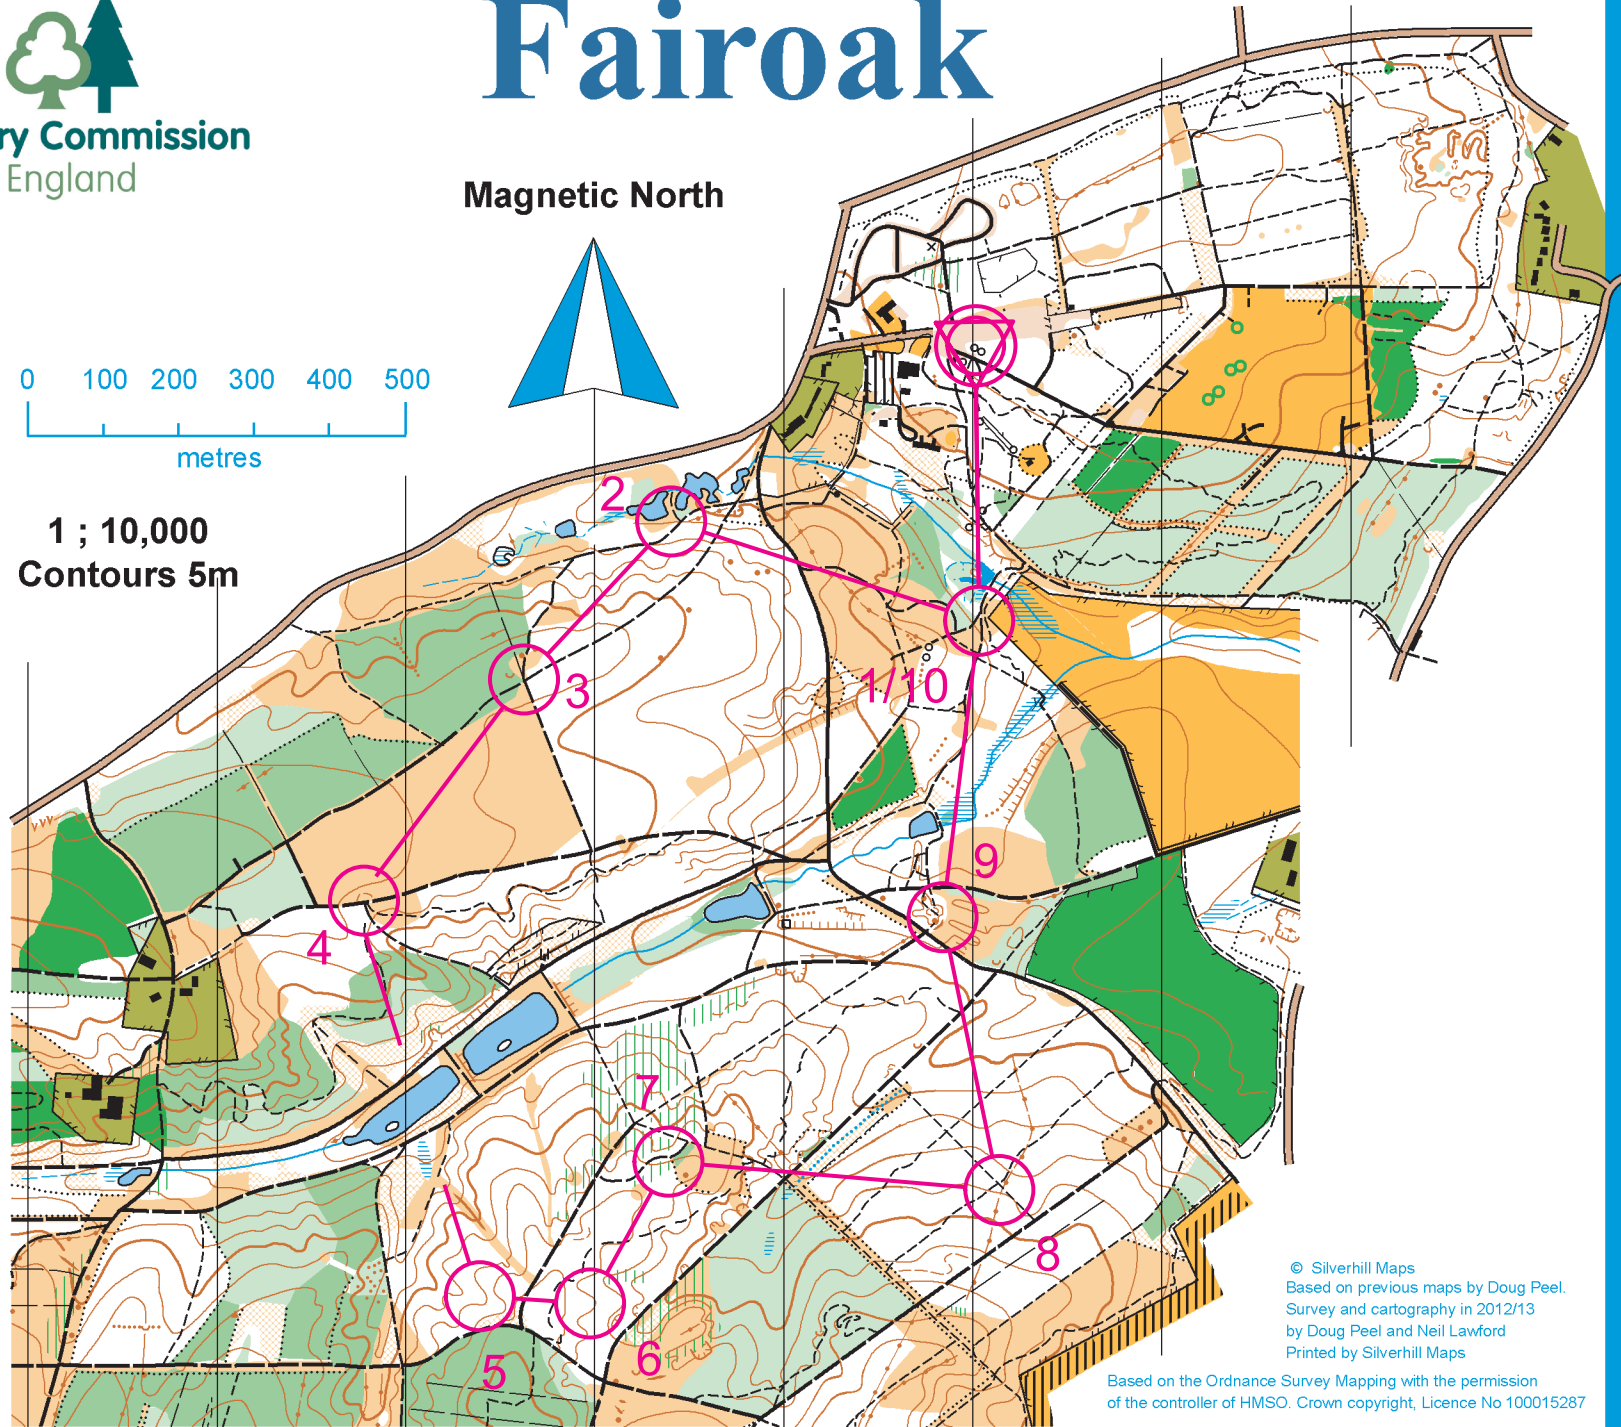 Fairoak
ry Commission
England
Magnetic North
0 100 200 300 400 500
metres
1 ; 10,000
Contours 5m
2
3
1/10
4
9
7
8
5
6
© Silverhill Maps
Based on previous maps by Doug Peel.
Survey and cartography in 2012/13
by Doug Peel and Neil Lawford
Printed by Silverhill Maps
Based on the Ordnance Survey Mapping with the permission
of the controller of HMSO. Crown copyright, Licence No 100015287